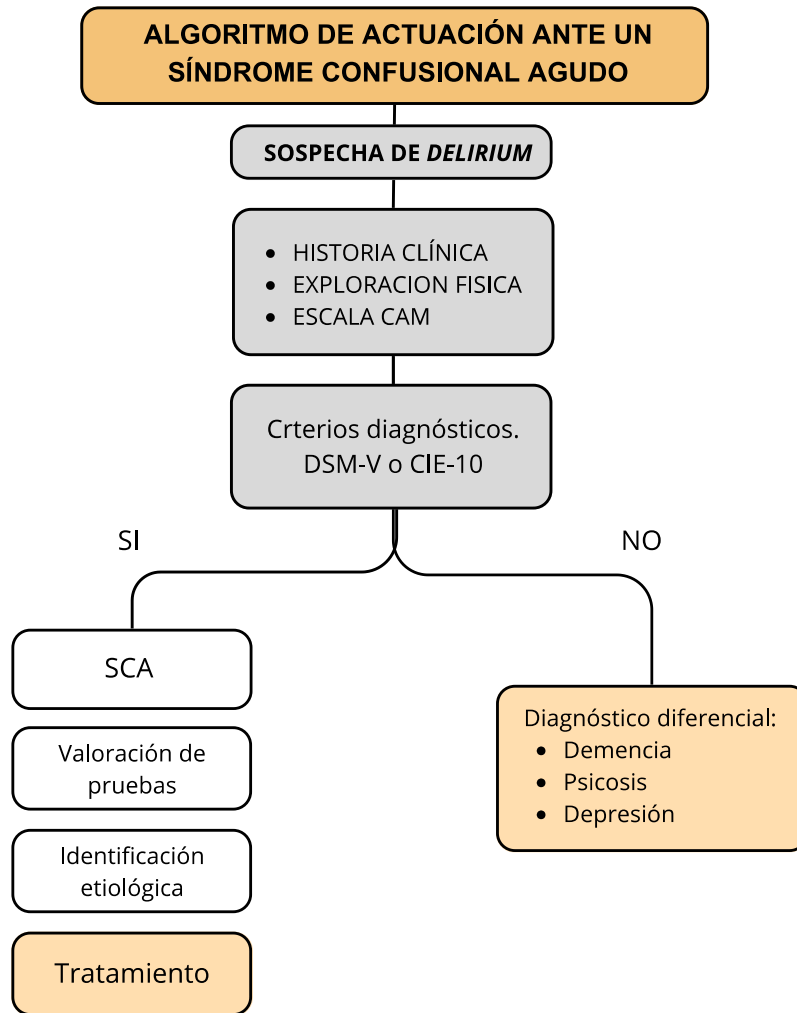 ALGORITMO DE ACTUACIÓN ANTE UN
SÍNDROME CONFUSIONAL AGUDO
SOSPECHA DE DELIRIUM
• HISTORIA CLÍNICA
• EXPLORACION FISICA
• ESCALA CAM
Crterios diagnósticos.
DSM-V o CIE-10
SI
NO
SCA
Valoración de
pruebas
Identificación
etiológica
Tratamiento
Diagnóstico diferencial:
• Demencia
• Psicosis
• Depresión